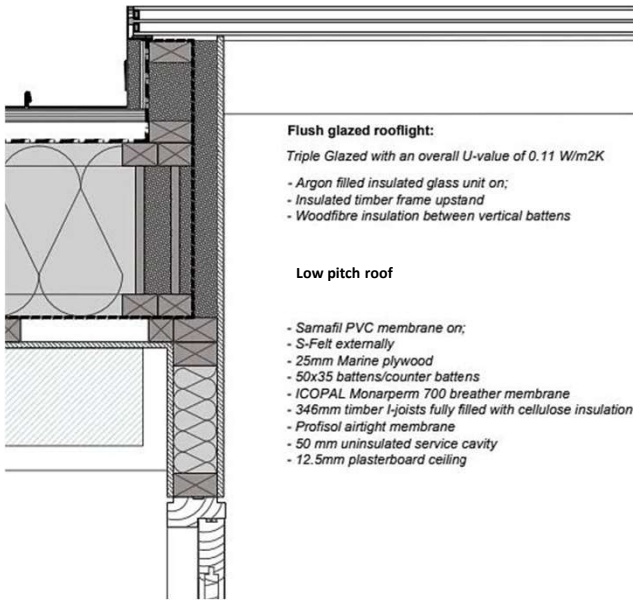 Flush glazed rooflight:
Triple Glazed with an overall U-value of 0.11 W/m2K
- Argon filled insulated glass unit on;
- Insulated timber frame upstand
- Woodfibre insulation between vertical battens
Low pitch roof
- Sarnafil PVC membrane on;
- S-Felt externally
- 25mm Marine plywood
- 50x35 battens/counter battens
- ICOPAL Monarperm 700 breather membrane
- 346mm timber I-joists fully filled with cellulose insulation
- Profisol airtight membrane
- 50 mm uninsulated service cavity
- 12.5mm plasterboard ceiling